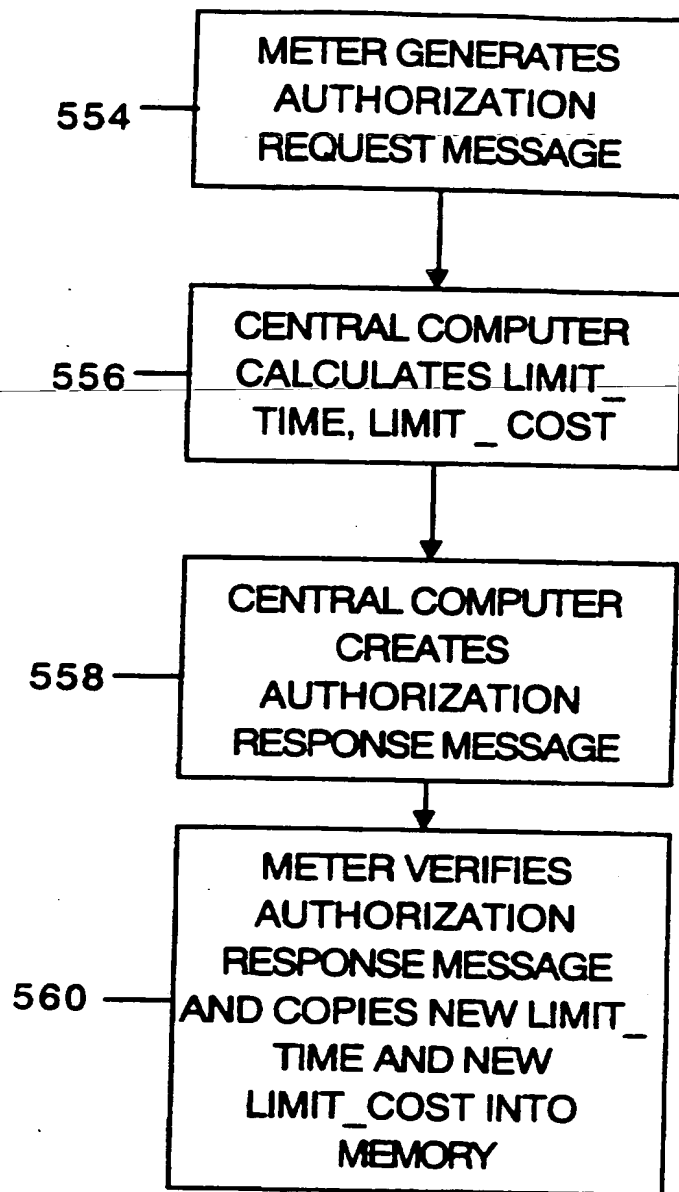 METER GENERATES
AUTHORIZATION
REQUEST MESSAGE
554
CENTRAL COMPUTER
CALCULATES LIMIT_
TIME, LIMIT _ COST
556
CENTRAL COMPUTER
CREATES
AUTHORIZATION
RESPONSE MESSAGE
558
METER VERIFIES
AUTHORIZATION
RESPONSE MESSAGE
AND COPIES NEW LIMIT_
TIME AND NEW
LIMIT_COST INTO
MEMORY
560